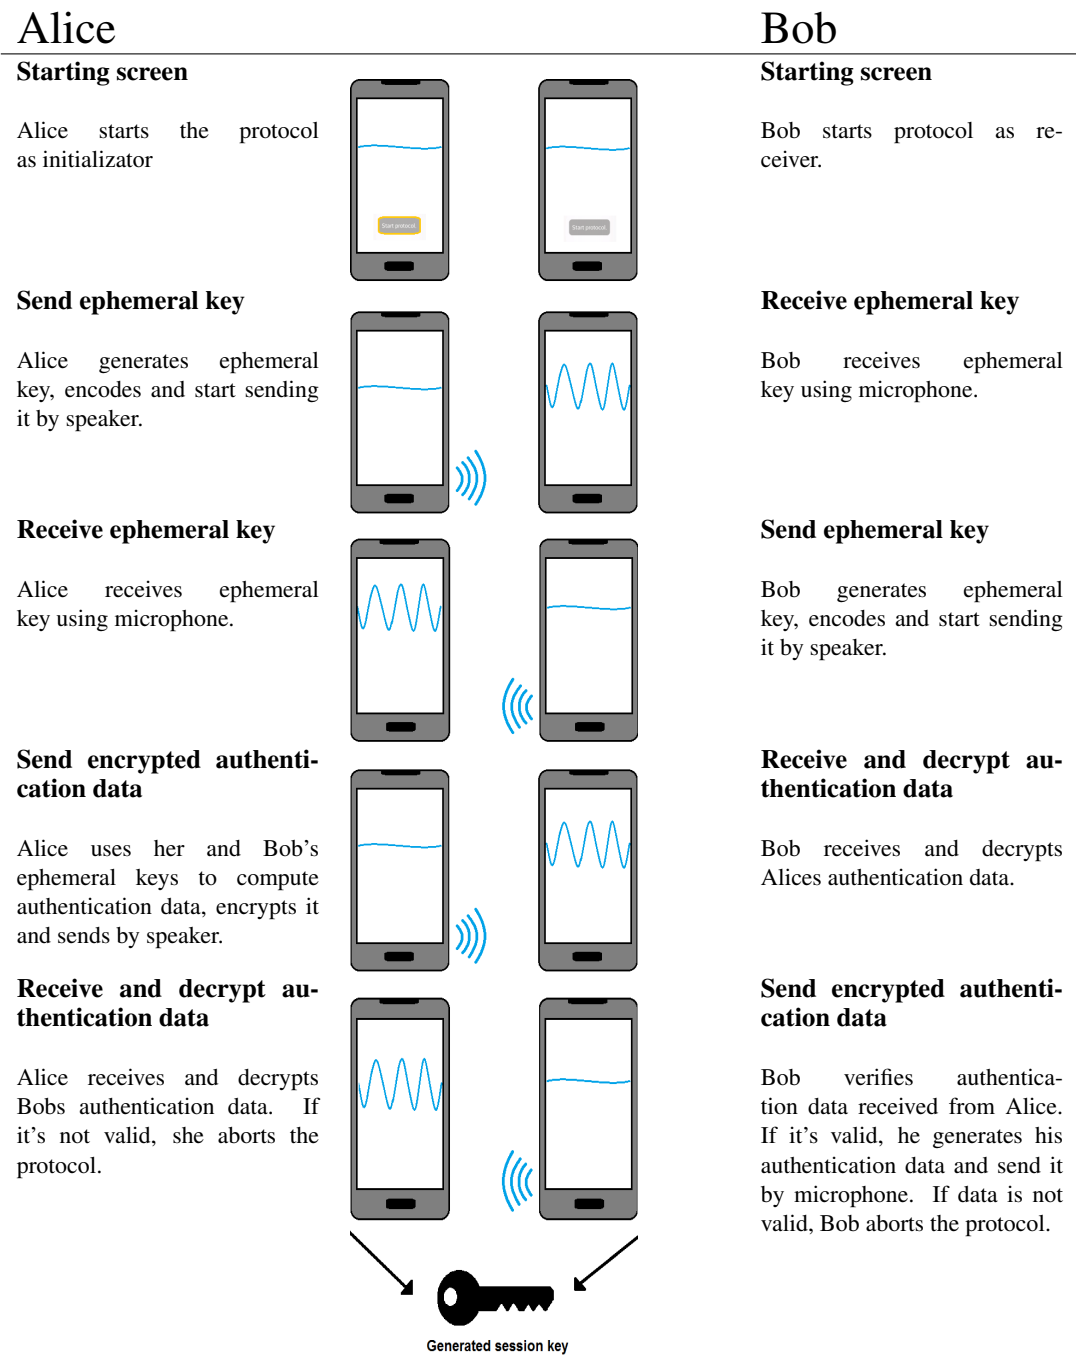 Alice
Bob
Starting screen
Alice starts the protocol
as initializator
Start protocol
Start protocol
Starting screen
Bob starts protocol as re-
ceiver.
Send ephemeral key
Alice generates ephemeral
key, encodes and start sending
it by speaker.
Receive ephemeral key
Bob receives ephemeral
key using microphone.
Receive ephemeral key
Alice receives ephemeral
key using microphone.
Send ephemeral key
Bob generates ephemeral
key, encodes and start sending
it by speaker.
Send encrypted authenti-
cation data
Alice uses her and Bob's
ephemeral keys to compute
authentication data, encrypts it
and sends by speaker.
Receive and decrypt au-
thentication data
Bob receives and decrypts
Alices authentication data.
Receive and decrypt au-
thentication data
Alice receives and decrypts
Bobs authentication data. If
it's not valid, she aborts the
protocol.
Send encrypted authenti-
cation data
Bob verifies authentica-
tion data received from Alice.
If it's valid, he generates his
authentication data and send it
by microphone. If data is not
valid, Bob aborts the protocol.
Generated session key